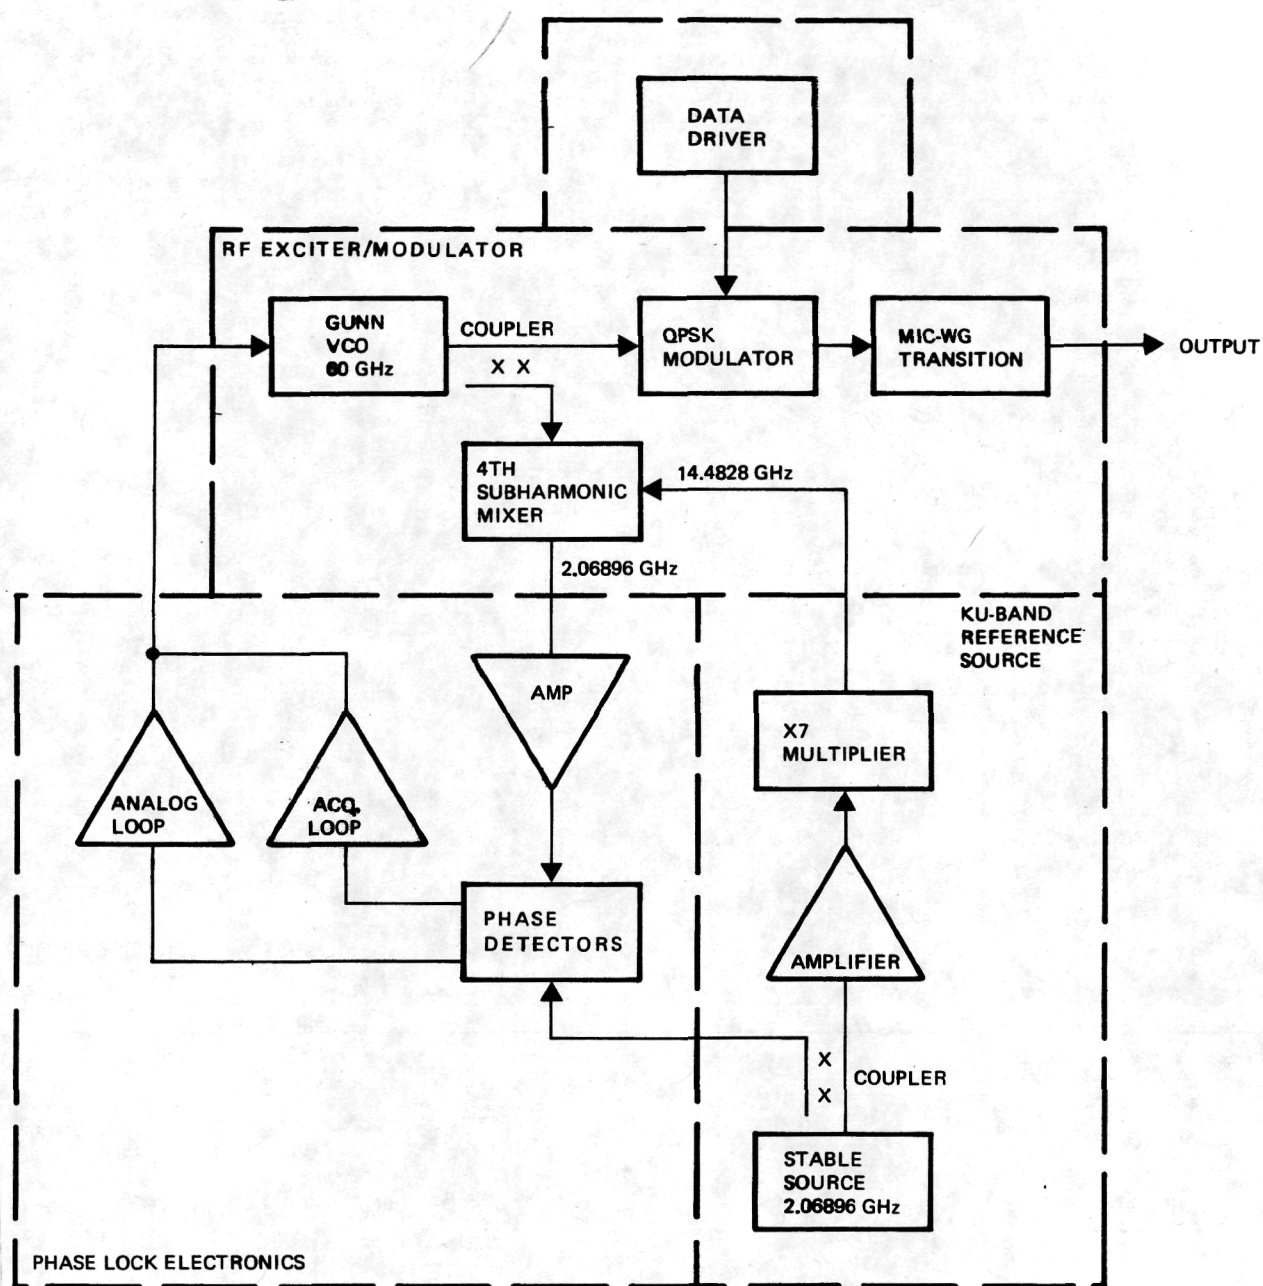 DATA
DRIVER
RF EXCITER/MODULATOR
GUNN
VCO
60 GHz
COUPLER
X X
QPSK
MODULATOR
MIC-WG
TRANSITION
OUTPUT
4TH
SUBHARMONIC
MIXER
14.4828 GHz
2.06896 GHz
KU-BAND
REFERENCE
SOURCE
AMP
X7
MULTIPLIER
ANALOG
LOOP
ACQ.
LOOP
PHASE
DETECTORS
AMPLIFIER
X
X
COUPLER
STABLE
SOURCE
2.06896 GHz
PHASE LOCK ELECTRONICS